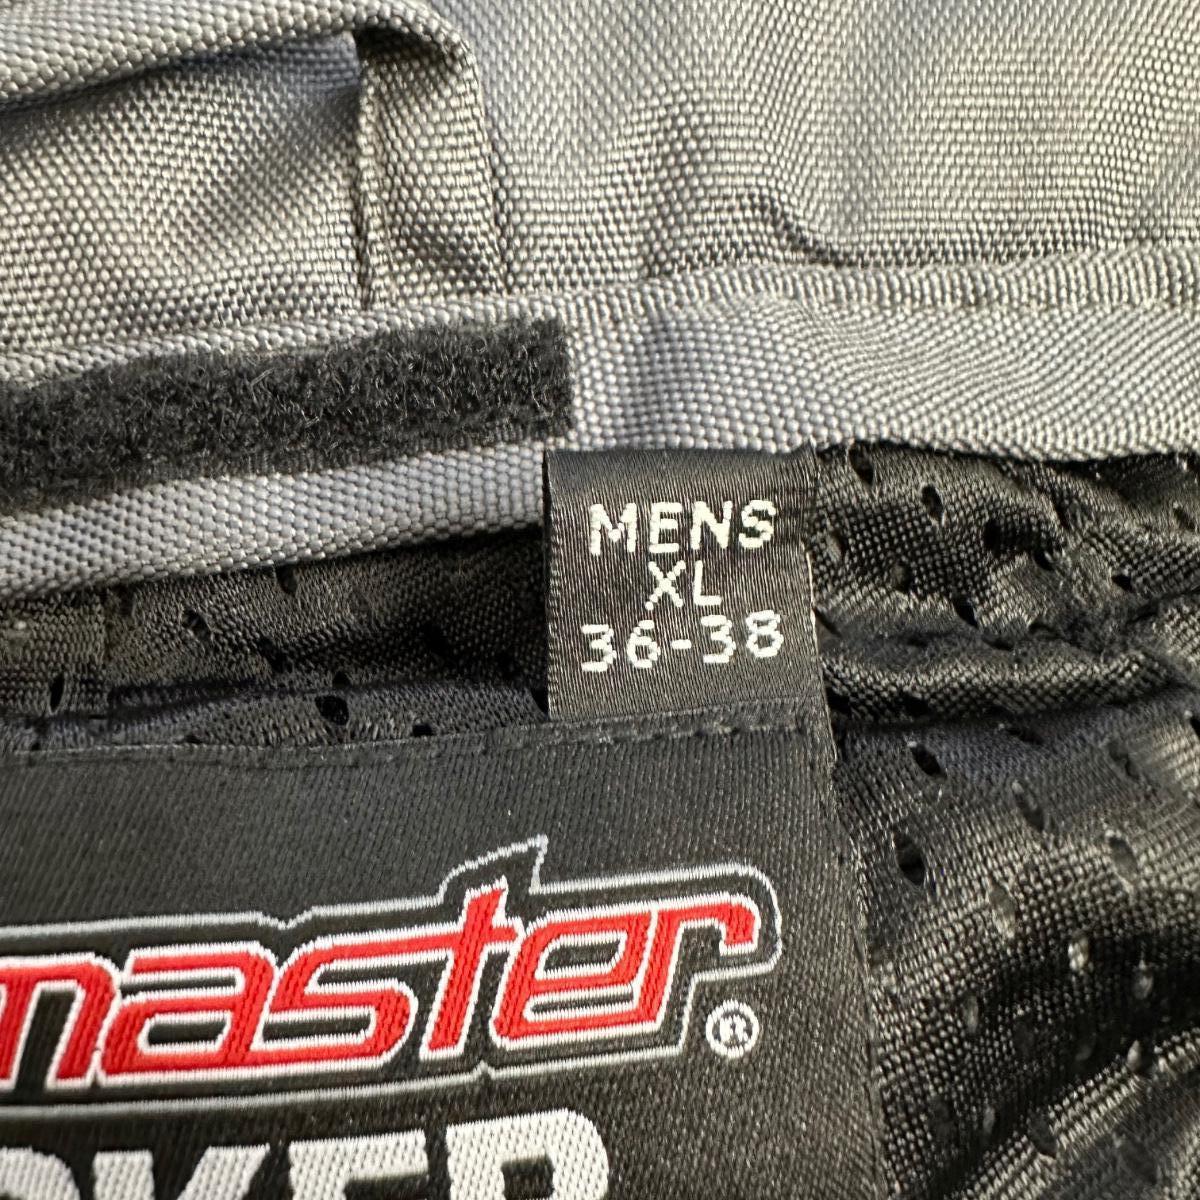 MENS
XL
36-38
master®